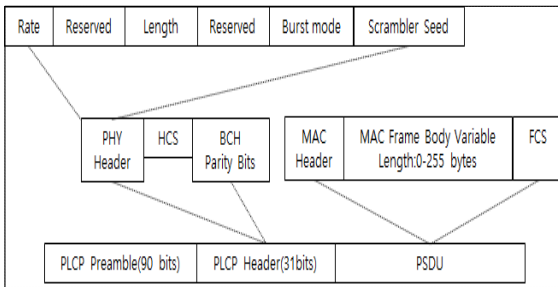 Rate Reserved Length Reserved Burst mode Scrambler Seed
PHY Header
HCS
BCH Parity Bits
MAC Header
MAC Frame Body Variable
Length:0-255 bytes
FCS
PLCP Preamble(90 bits) PLCP Header(31bits) PSDU